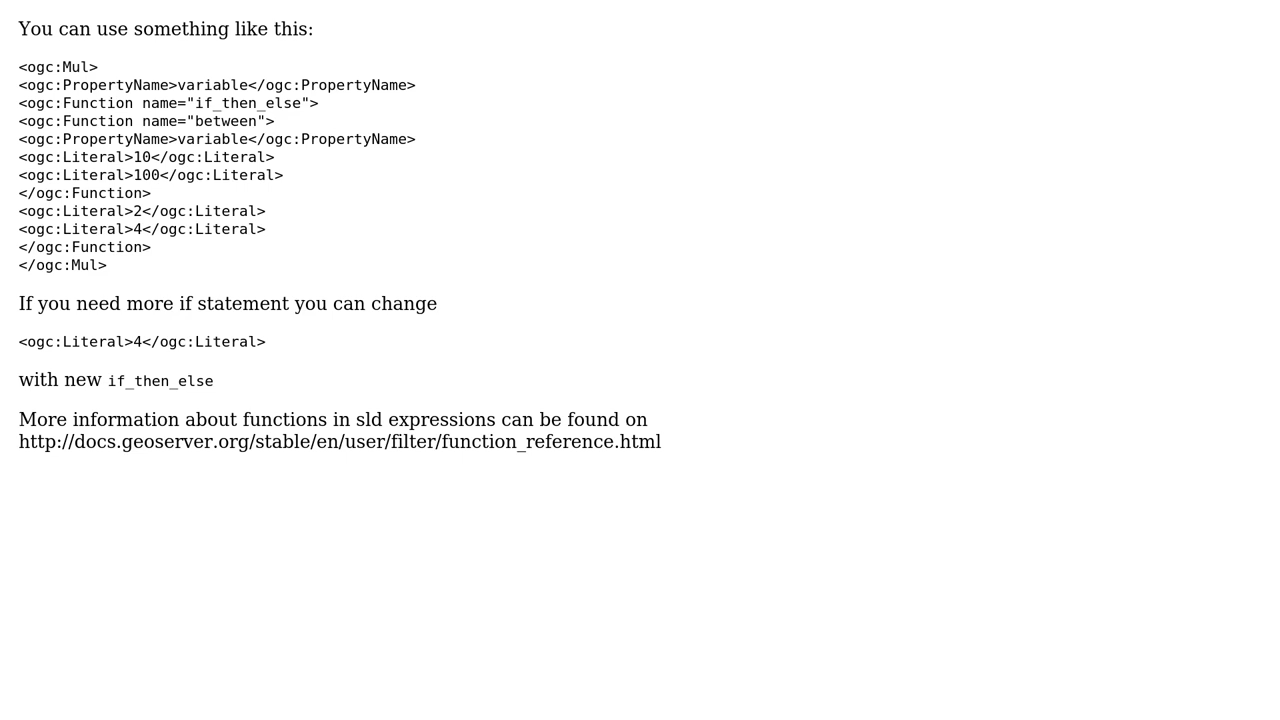 You can use something like this:
<ogc:Mul>
<ogc:PropertyName>variable</ogc:PropertyName>
<ogc:Function name="if_then_else">
<ogc:Function name="between">
<ogc:PropertyName>variable</ogc:PropertyName>
<ogc:Literal>10</ogc:Literal>
<ogc:Literal>100</ogc:Literal>
</ogc:Function>
<ogc:Literal>2</ogc:Literal>
<ogc:Literal>4</ogc:Literal>
</ogc:Function>
</ogc:Mul>
If you need more if statement you can change
<ogc:Literal>4</ogc:Literal>
with new if_then_else
More information about functions in sld expressions can be found on
http://docs.geoserver.org/stable/en/user/filter/function_reference.html